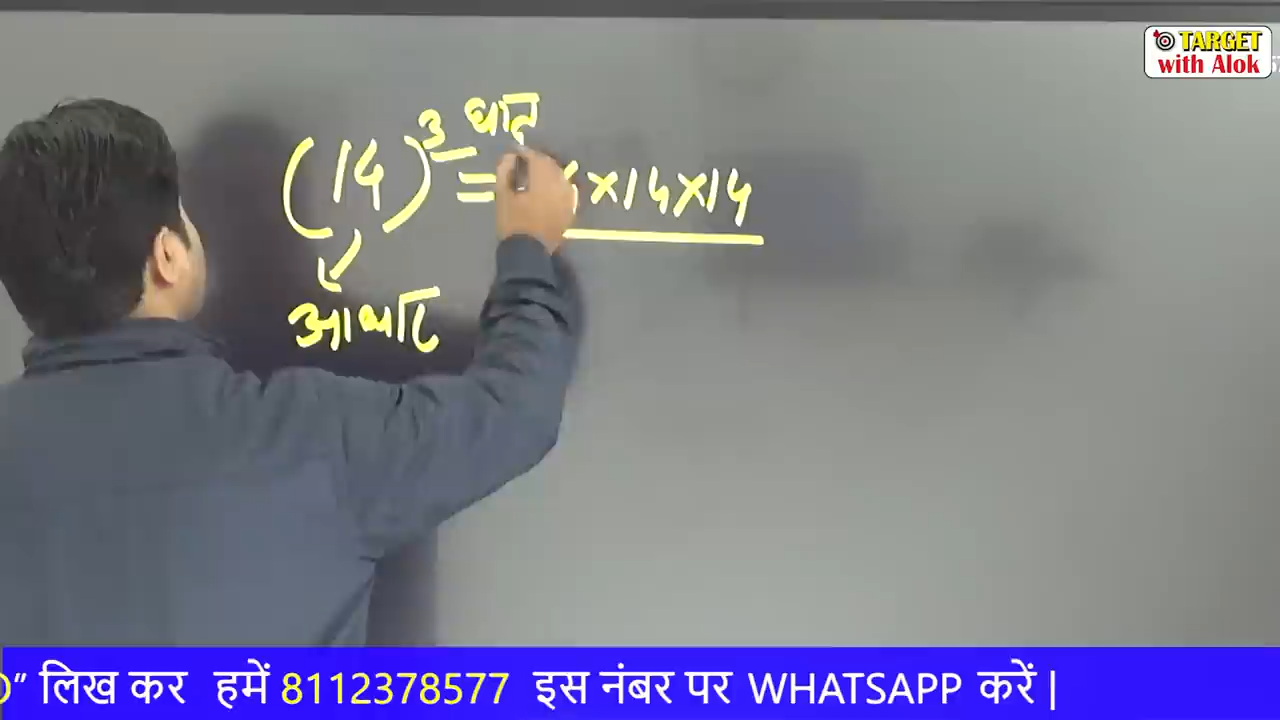 TARGET
with Alok
(14)³ घात
= ×14×14
आधार
" लिख कर हमें 8112378577 इस नंबर पर WHATSAPP करें |